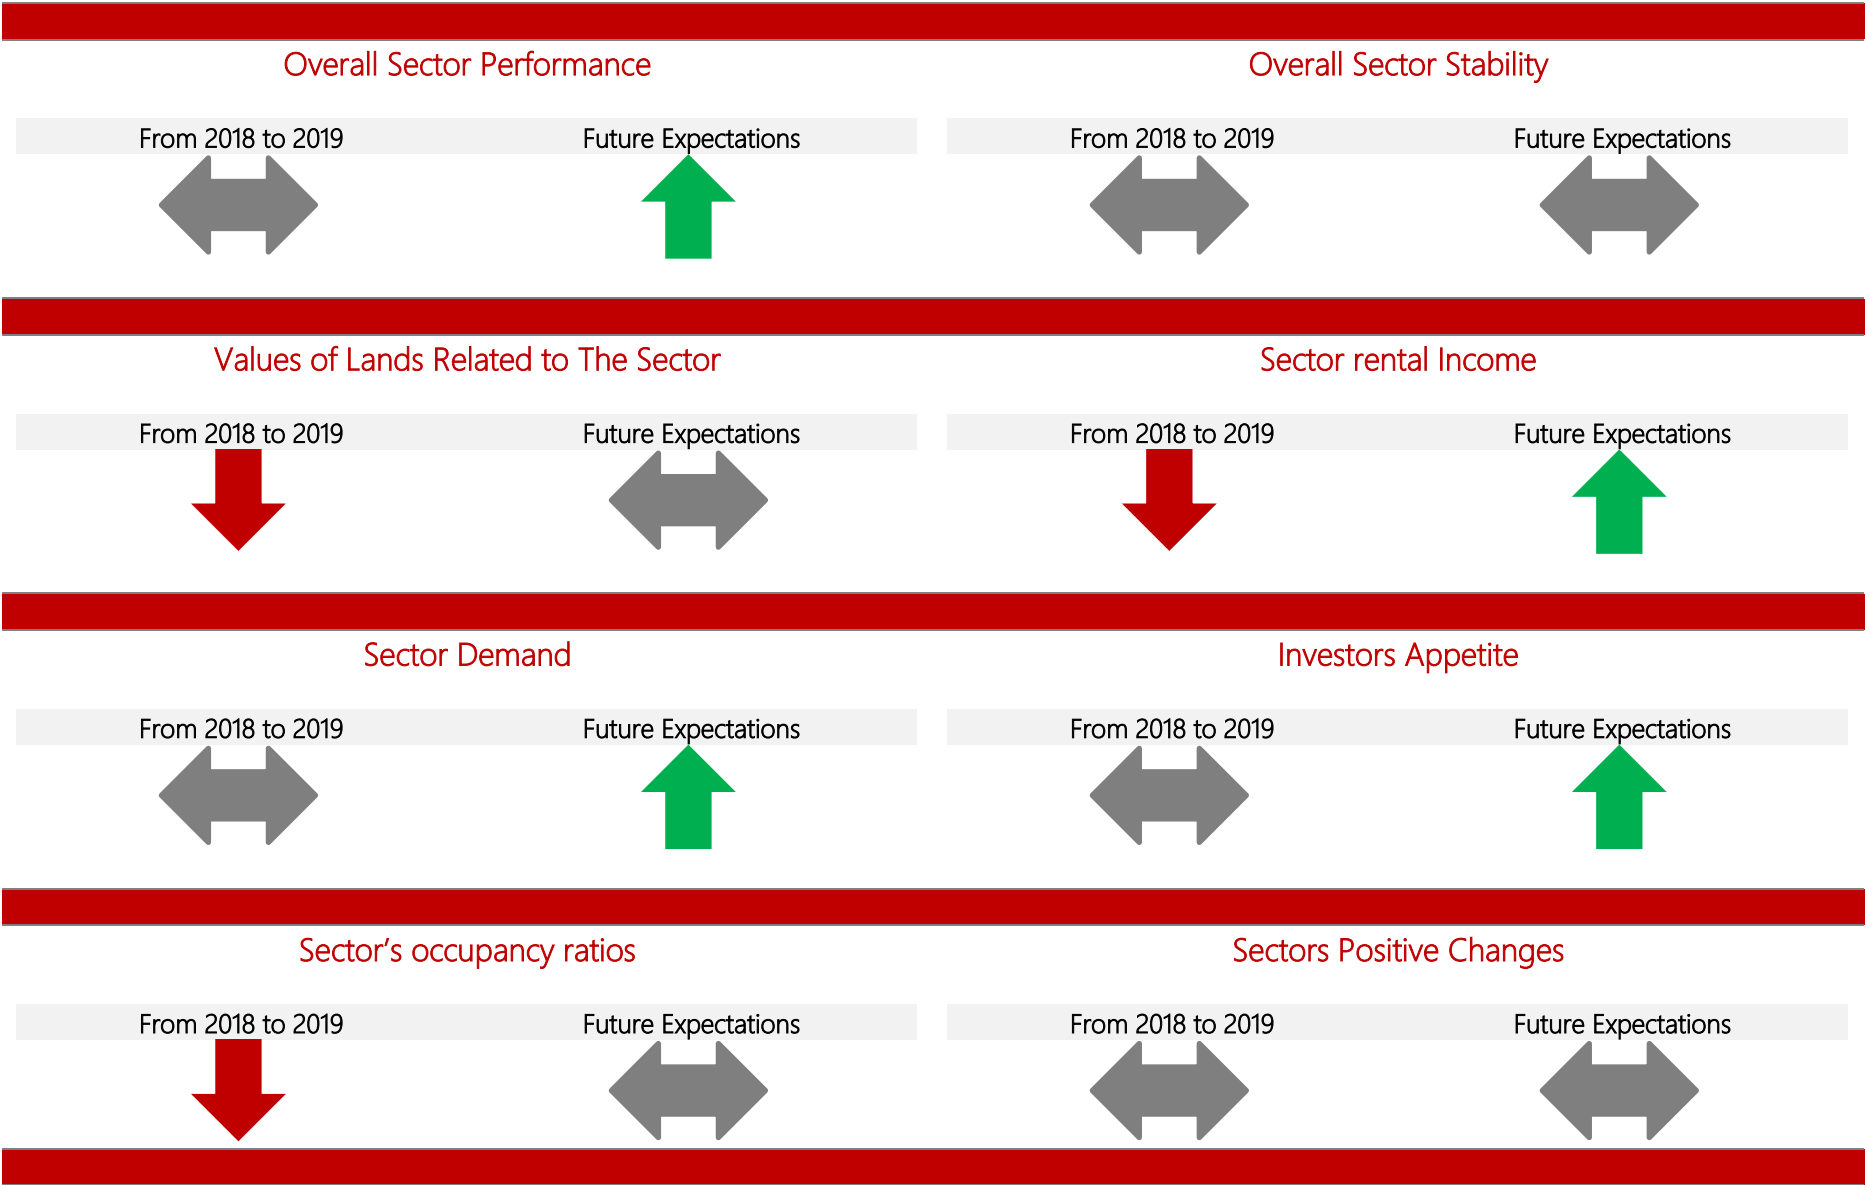 Overall Sector Performance
Overall Sector Stability
From 2018 to 2019
Future Expectations
From 2018 to 2019
Future Expectations
Values of Lands Related to The Sector
Sector rental Income
From 2018 to 2019
Future Expectations
From 2018 to 2019
Future Expectations
Sector Demand
Investors Appetite
From 2018 to 2019
Future Expectations
From 2018 to 2019
Future Expectations
Sector’s occupancy ratios
Sectors Positive Changes
From 2018 to 2019
Future Expectations
From 2018 to 2019
Future Expectations